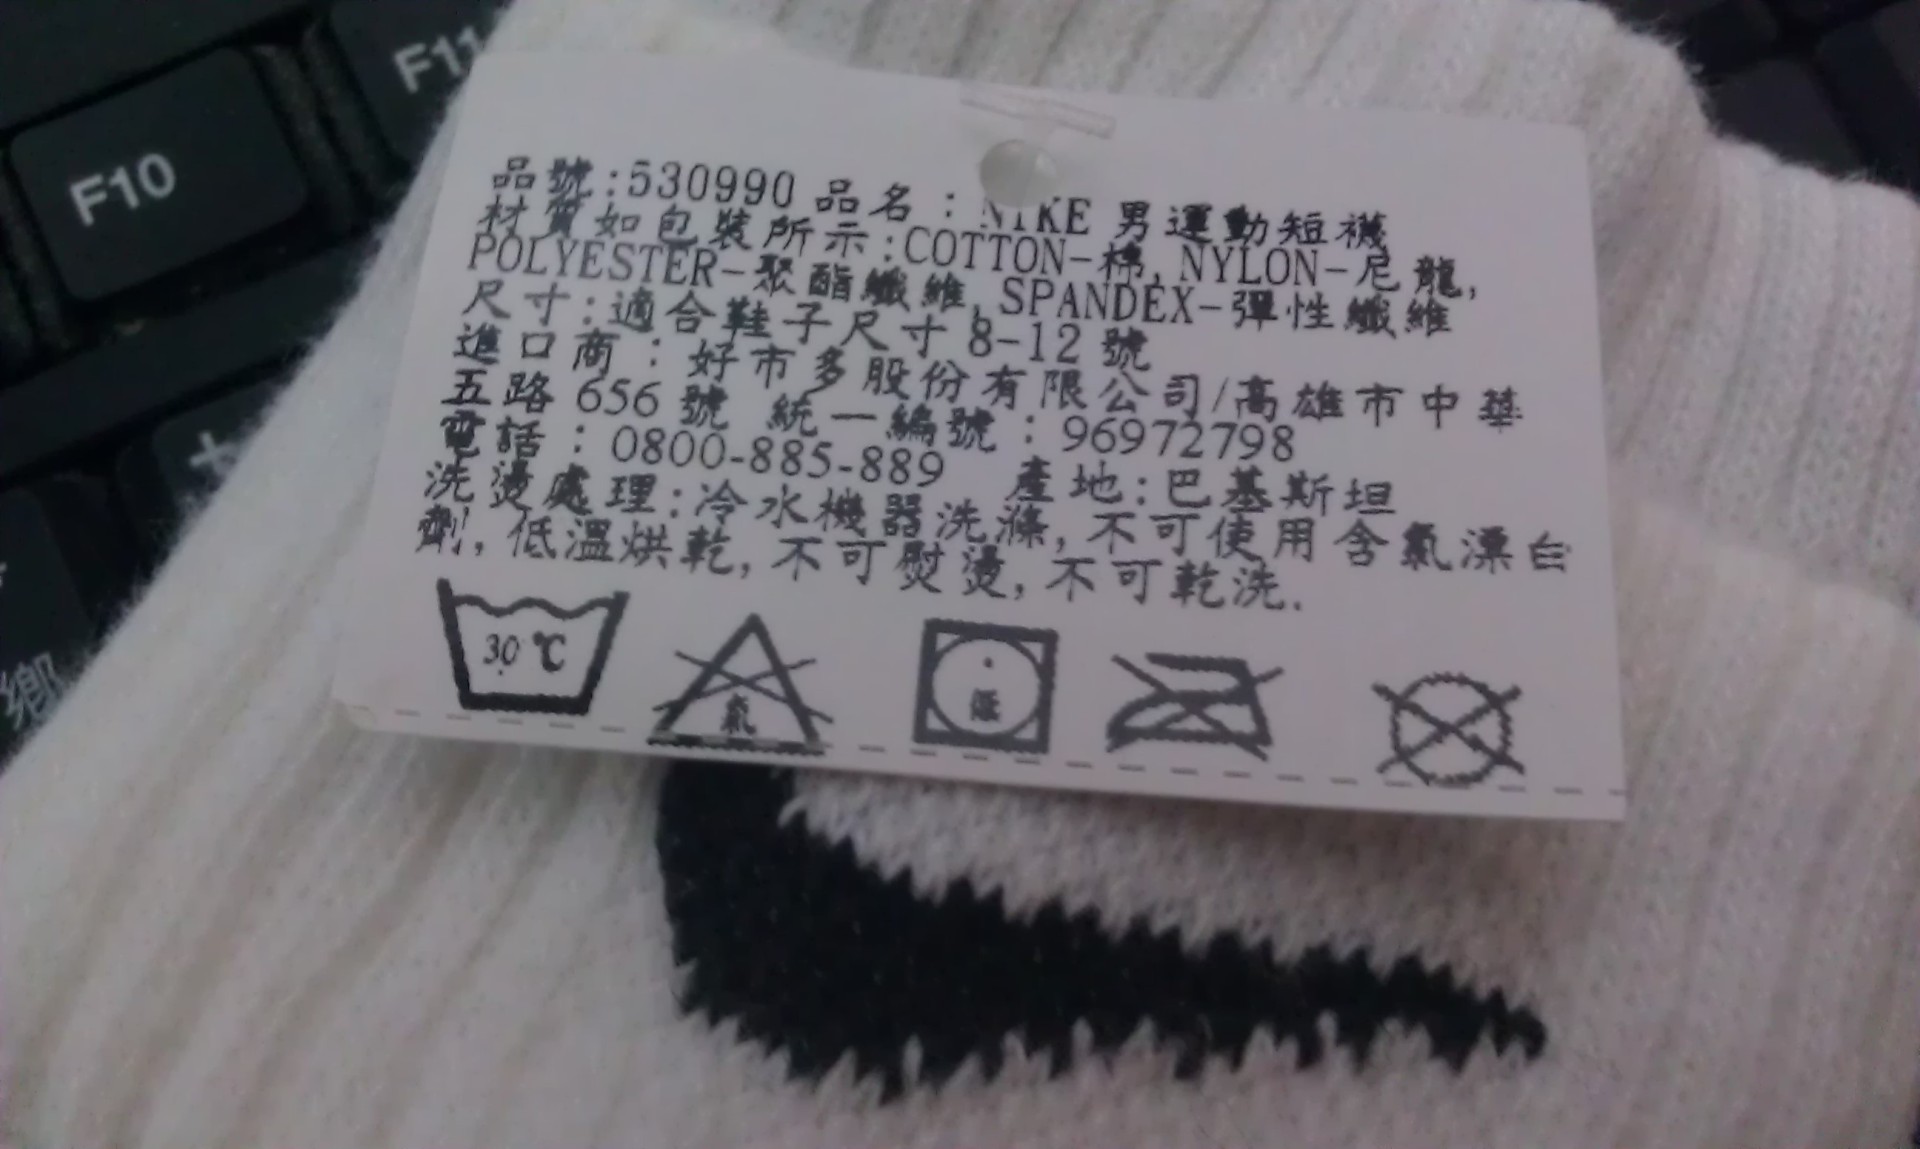 F10
F11
品號:530990 品名:NIKE 男運動短襪
材質如包裝所示:COTTON-棉, NYLON-尼龍,
POLYESTER-聚酯纖維, SPANDEX-彈性纖維
尺寸:適合鞋子尺寸 8-12 號
進口商:好市多股份有限公司/高雄市中華
五路 656 號 統一編號:96972798
電話:0800-885-889 產地:巴基斯坦
洗燙處理:冷水機器洗滌, 不可使用含氯漂白
劑, 低溫烘乾, 不可熨燙, 不可乾洗.
30℃
氯
低
鄉